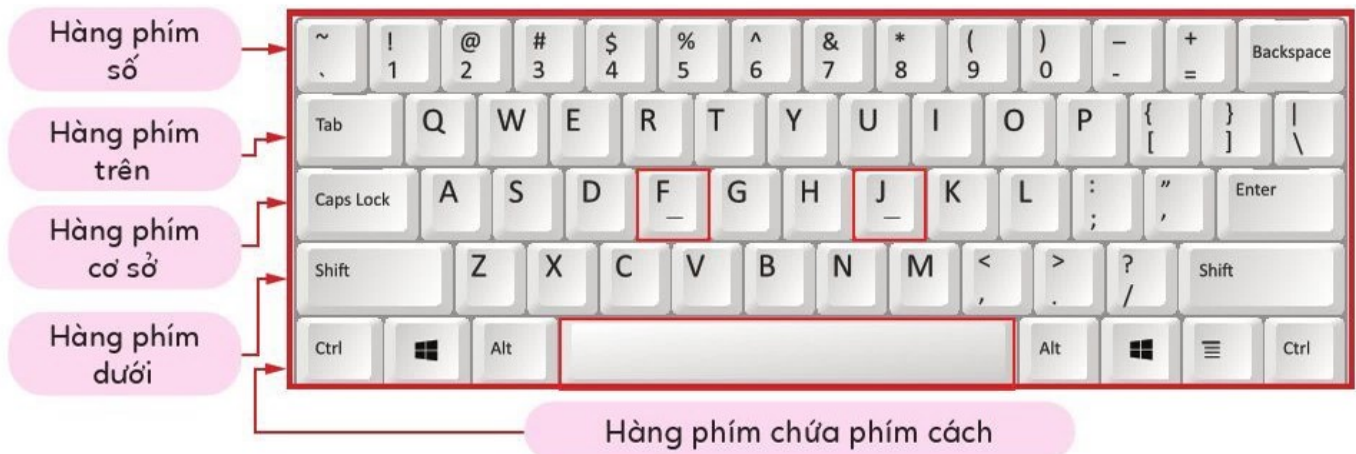 Hàng phím
số
~ ! @ # $ % ^ & * ( ) – +
` 1 2 3 4 5 6 7 8 9 0 - = Backspace
Hàng phím
trên
Tab Q W E R T Y U I O P { } |
[ ] \
Hàng phím
cơ sở
Caps Lock A S D F G H J K L : " Enter
_ _ ; '
Hàng phím
dưới
Shift Z X C V B N M < > ? Shift
, . /
Ctrl Alt Alt Ctrl
Hàng phím chứa phím cách